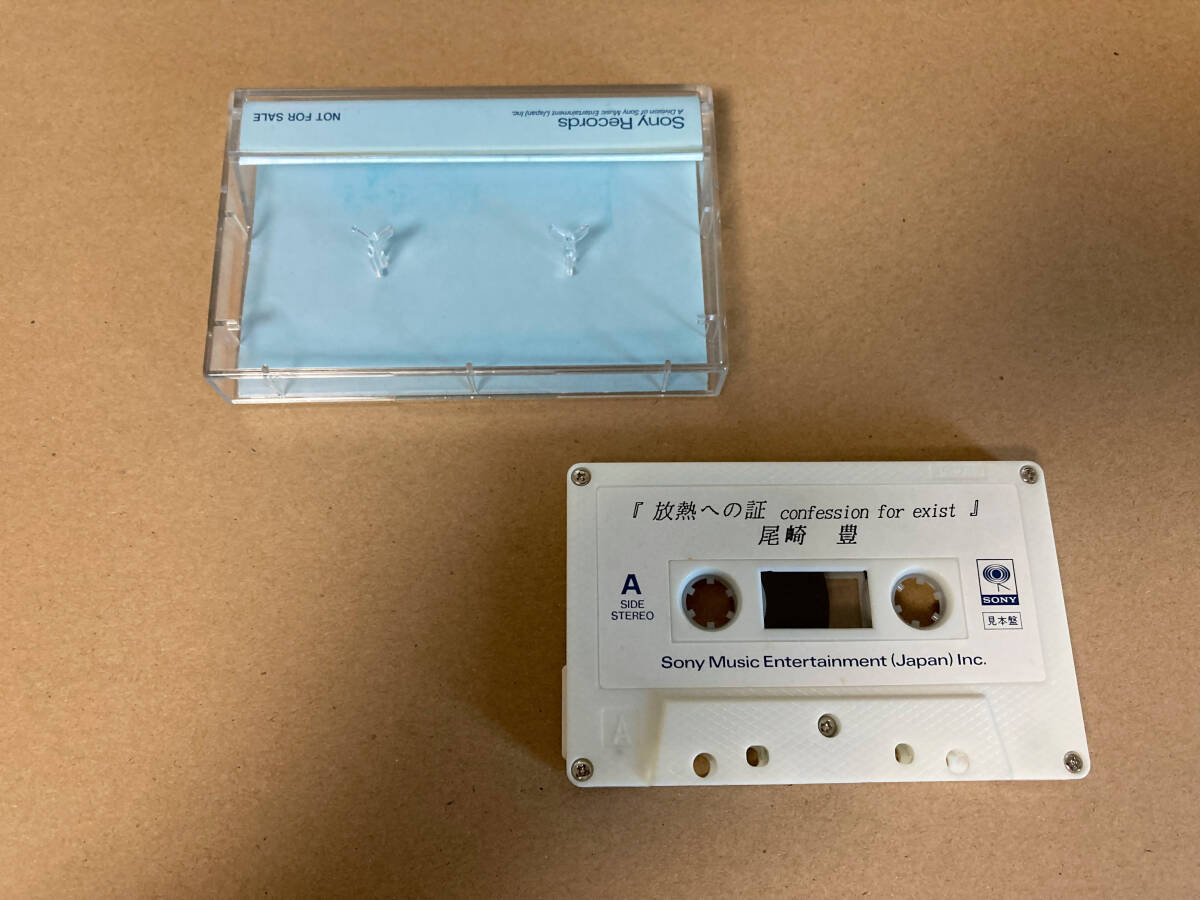 Sony Records
A Division of Sony Music Entertainment (Japan) Inc.
NOT FOR SALE
『 放熱への証 confession for exist 』
尾崎 豊
A
SIDE
STEREO
SONY
見本盤
Sony Music Entertainment (Japan) Inc.
A